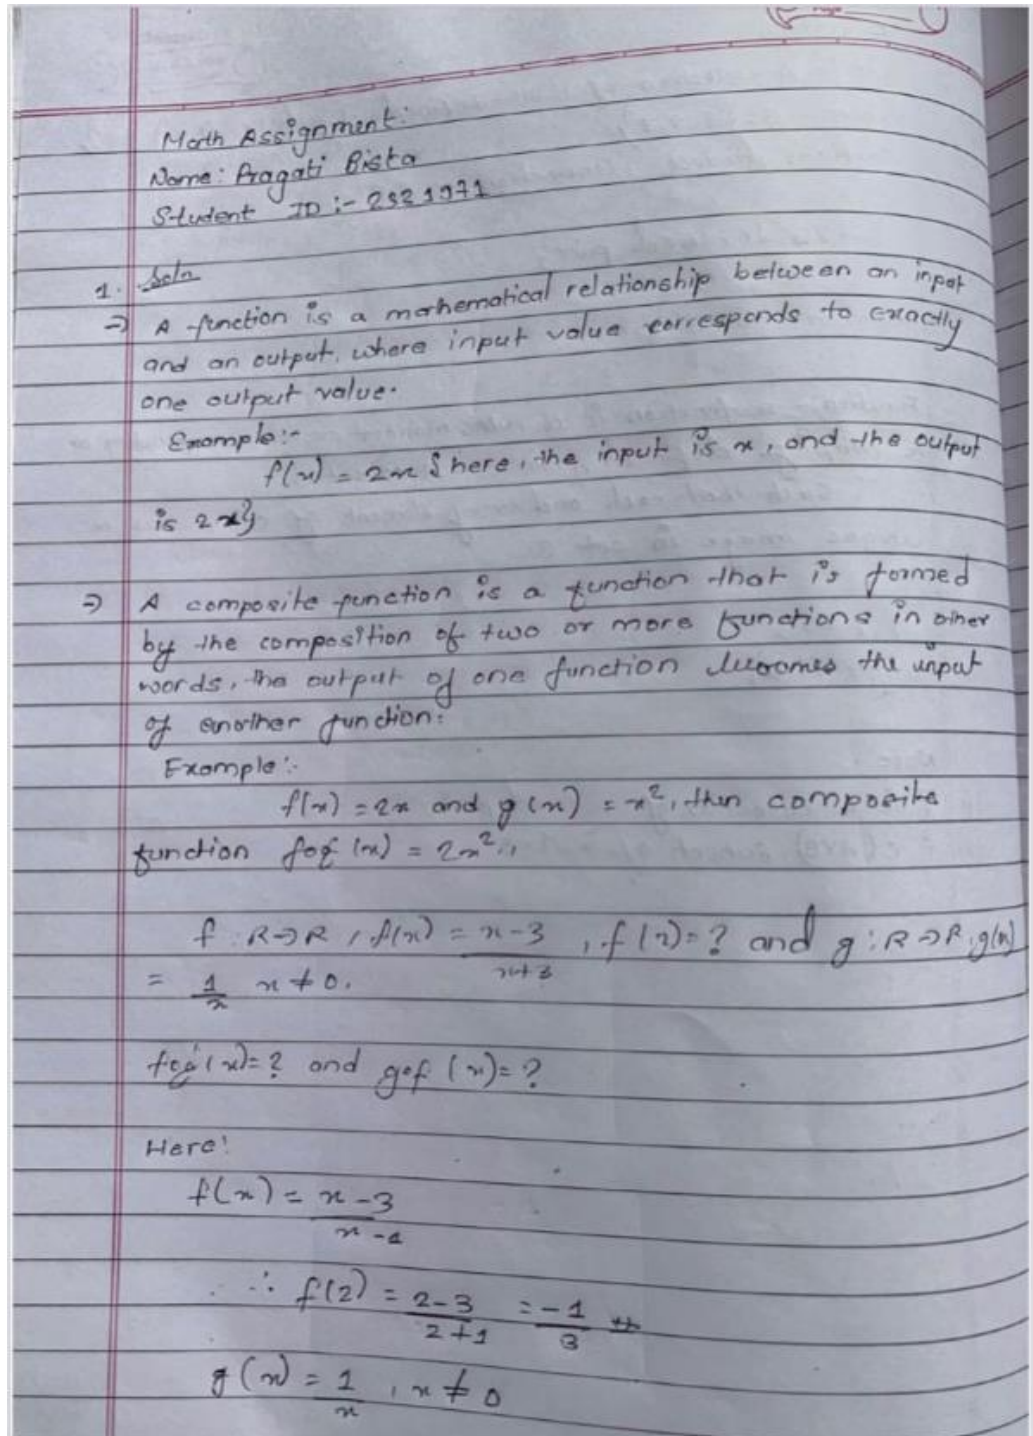 Math Assignment:
Name: Pragati Bista
Student ID :-
1. Soln
=> A function is a mathematical relationship between an input
and an output, where input value corresponds to exactly
one output value.
Example:-
f(x) = 2x { here, the input is x, and the output
is 2x}
=> A composite function is a function that is formed
by the composition of two or more functions in other
words, the output of one function becomes the input
of another function.
Example:-
f(x) = 2x and g(x) = x², then composite
function fog (x) = 2x² ,,
f : R→R , f(x) = x-3 / x+3 , f(2)=? and g : R→R, g(x)
= 1/x x ≠ 0.
fog(x)=? and gof (x)=?
Here:
f(x) = x-3 / x-1
∴ f(2) = 2-3 / 2+1 = -1/3
g(x) = 1/x , x ≠ 0